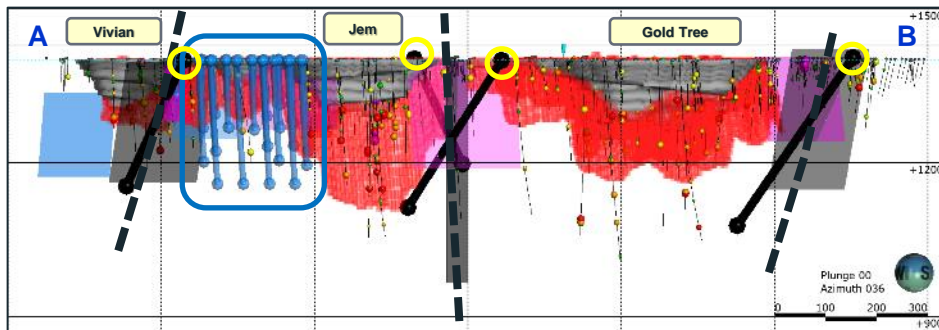 +1500
A
Vivian
Jem
Gold Tree
B
+1200
W S
Plunge 00
Azimuth 036
0 100 200 300
+900